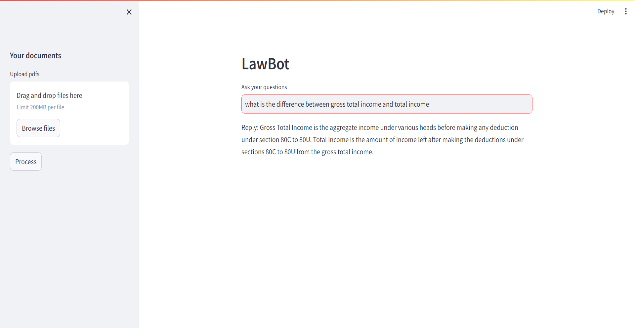 Deploy
Your documents
Upload pdfs
Drag and drop files here
Limit 200MB per file
Browse files
Process
LawBot
Ask your questions
what is the difference between gross total income and total income
Reply: Gross Total Income is the aggregate income under various heads before making any deduction
under section 80C to 80U. Total income is the amount of income left after making the deductions under
sections 80C to 80U from the gross total income.